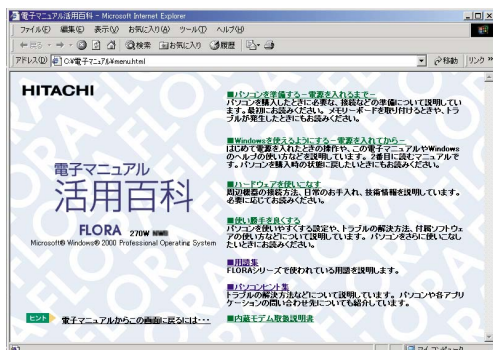 電子マニュアル活用百科 - Microsoft Internet Explorer
ファイル(F) 編集(E) 表示(V) お気に入り(A) ツール(T) ヘルプ(H)
戻る 検索 お気に入り 履歴
アドレス(D) C:¥電子マニュアル¥menu.html 移動 リンク »
HITACHI
電子マニュアル
活用百科
FLORA 270W
Microsoft® Windows® 2000 Professional Operating System
ヒント 電子マニュアルからこの画面に戻るには・・・
■パソコンを準備する－電源を入れるまで－
パソコンを購入したときに必要な、接続などの準備について説明してい
ます。最初にお読みください。メモリーボードを取り付けるときや、トラ
ブルが発生したときにもお読みください。
■Windowsを使えるようにする－電源を入れてから－
はじめて電源を入れたときの操作や、この電子マニュアルやWindows
のヘルプの使い方などを説明しています。2番目に読むマニュアルで
す。パソコンを購入時の状態に戻したいときにもお読みください。
■ハードウェアを使いこなす
周辺機器の接続方法、日常のお手入れ、技術情報を説明しています。
必要に応じてお読みください。
■使い勝手を良くする
パソコンを使いやすくする設定や、トラブルの解決方法、付属ソフトウェ
アの使い方などについて説明しています。パソコンをさらに使いこなし
たいときにお読みください。
■用語集
FLORAシリーズで使われている用語を説明します。
■パソコンヒント集
トラブルの解決方法などについて説明しています。パソコンや各アプリ
ケーションの問い合わせ先についても紹介しています。
■内蔵モデム取扱説明書
マイ コンピュータ